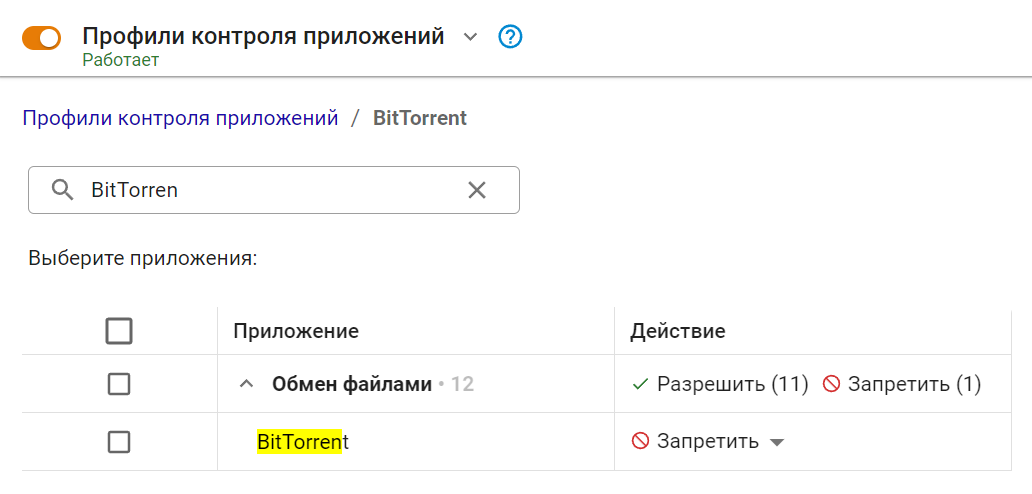 Профили контроля приложений
Работает
Профили контроля приложений / BitTorrent
BitTorren
Выберите приложения:
Приложение Действие
Обмен файлами • 12 Разрешить (11) Запретить (1)
BitTorrent Запретить